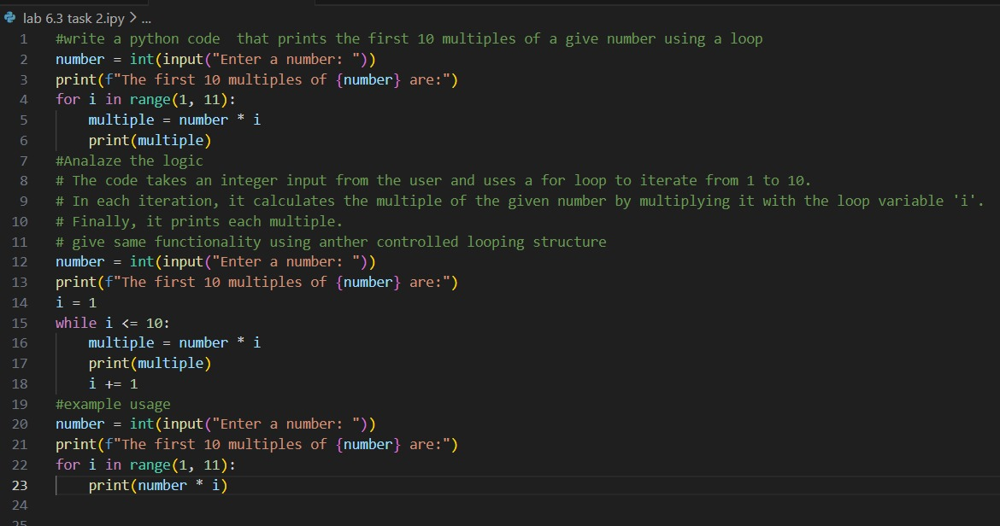 lab 6.3 task 2.ipy > ...
1 #write a python code  that prints the first 10 multiples of a give number using a loop
2 number = int(input("Enter a number: "))
3 print(f"The first 10 multiples of {number} are:")
4 for i in range(1, 11):
5     multiple = number * i
6     print(multiple)
7 #Analaze the logic
8 # The code takes an integer input from the user and uses a for loop to iterate from 1 to 10.
9 # In each iteration, it calculates the multiple of the given number by multiplying it with the loop variable 'i'.
10 # Finally, it prints each multiple.
11 # give same functionality using anther controlled looping structure
12 number = int(input("Enter a number: "))
13 print(f"The first 10 multiples of {number} are:")
14 i = 1
15 while i <= 10:
16     multiple = number * i
17     print(multiple)
18     i += 1
19 #example usage
20 number = int(input("Enter a number: "))
21 print(f"The first 10 multiples of {number} are:")
22 for i in range(1, 11):
23     print(number * i)
24
25